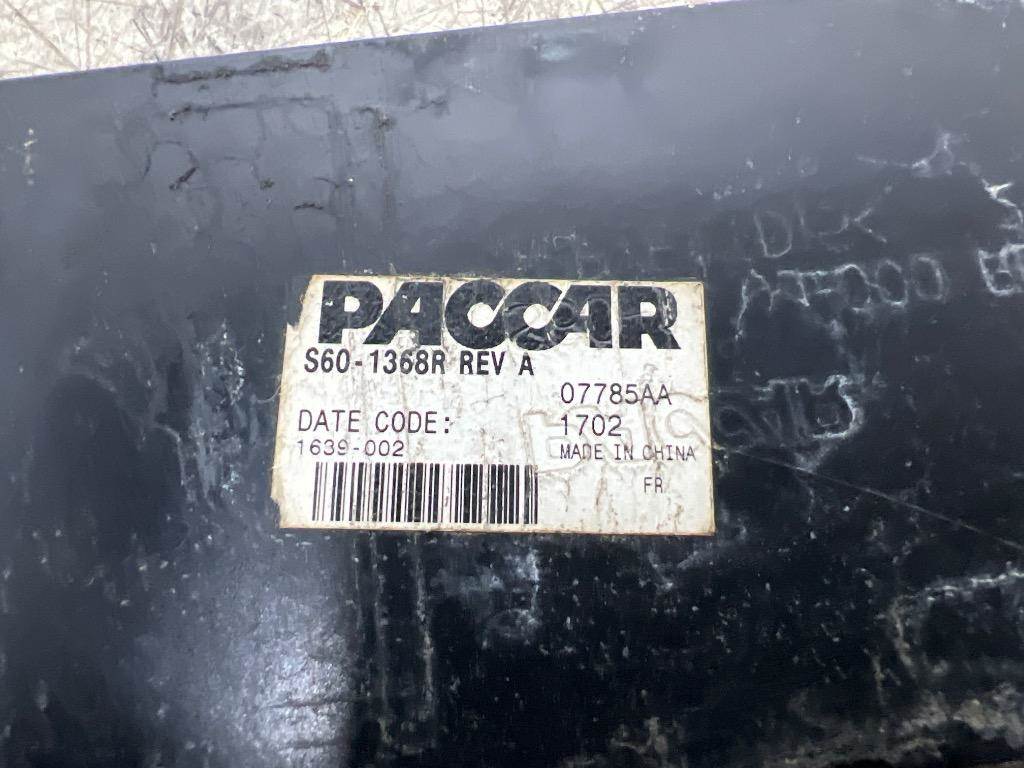 PACCAR
S60-1368R REV A
07785AA
DATE CODE: 1702
1639-002 MADE IN CHINA
FR